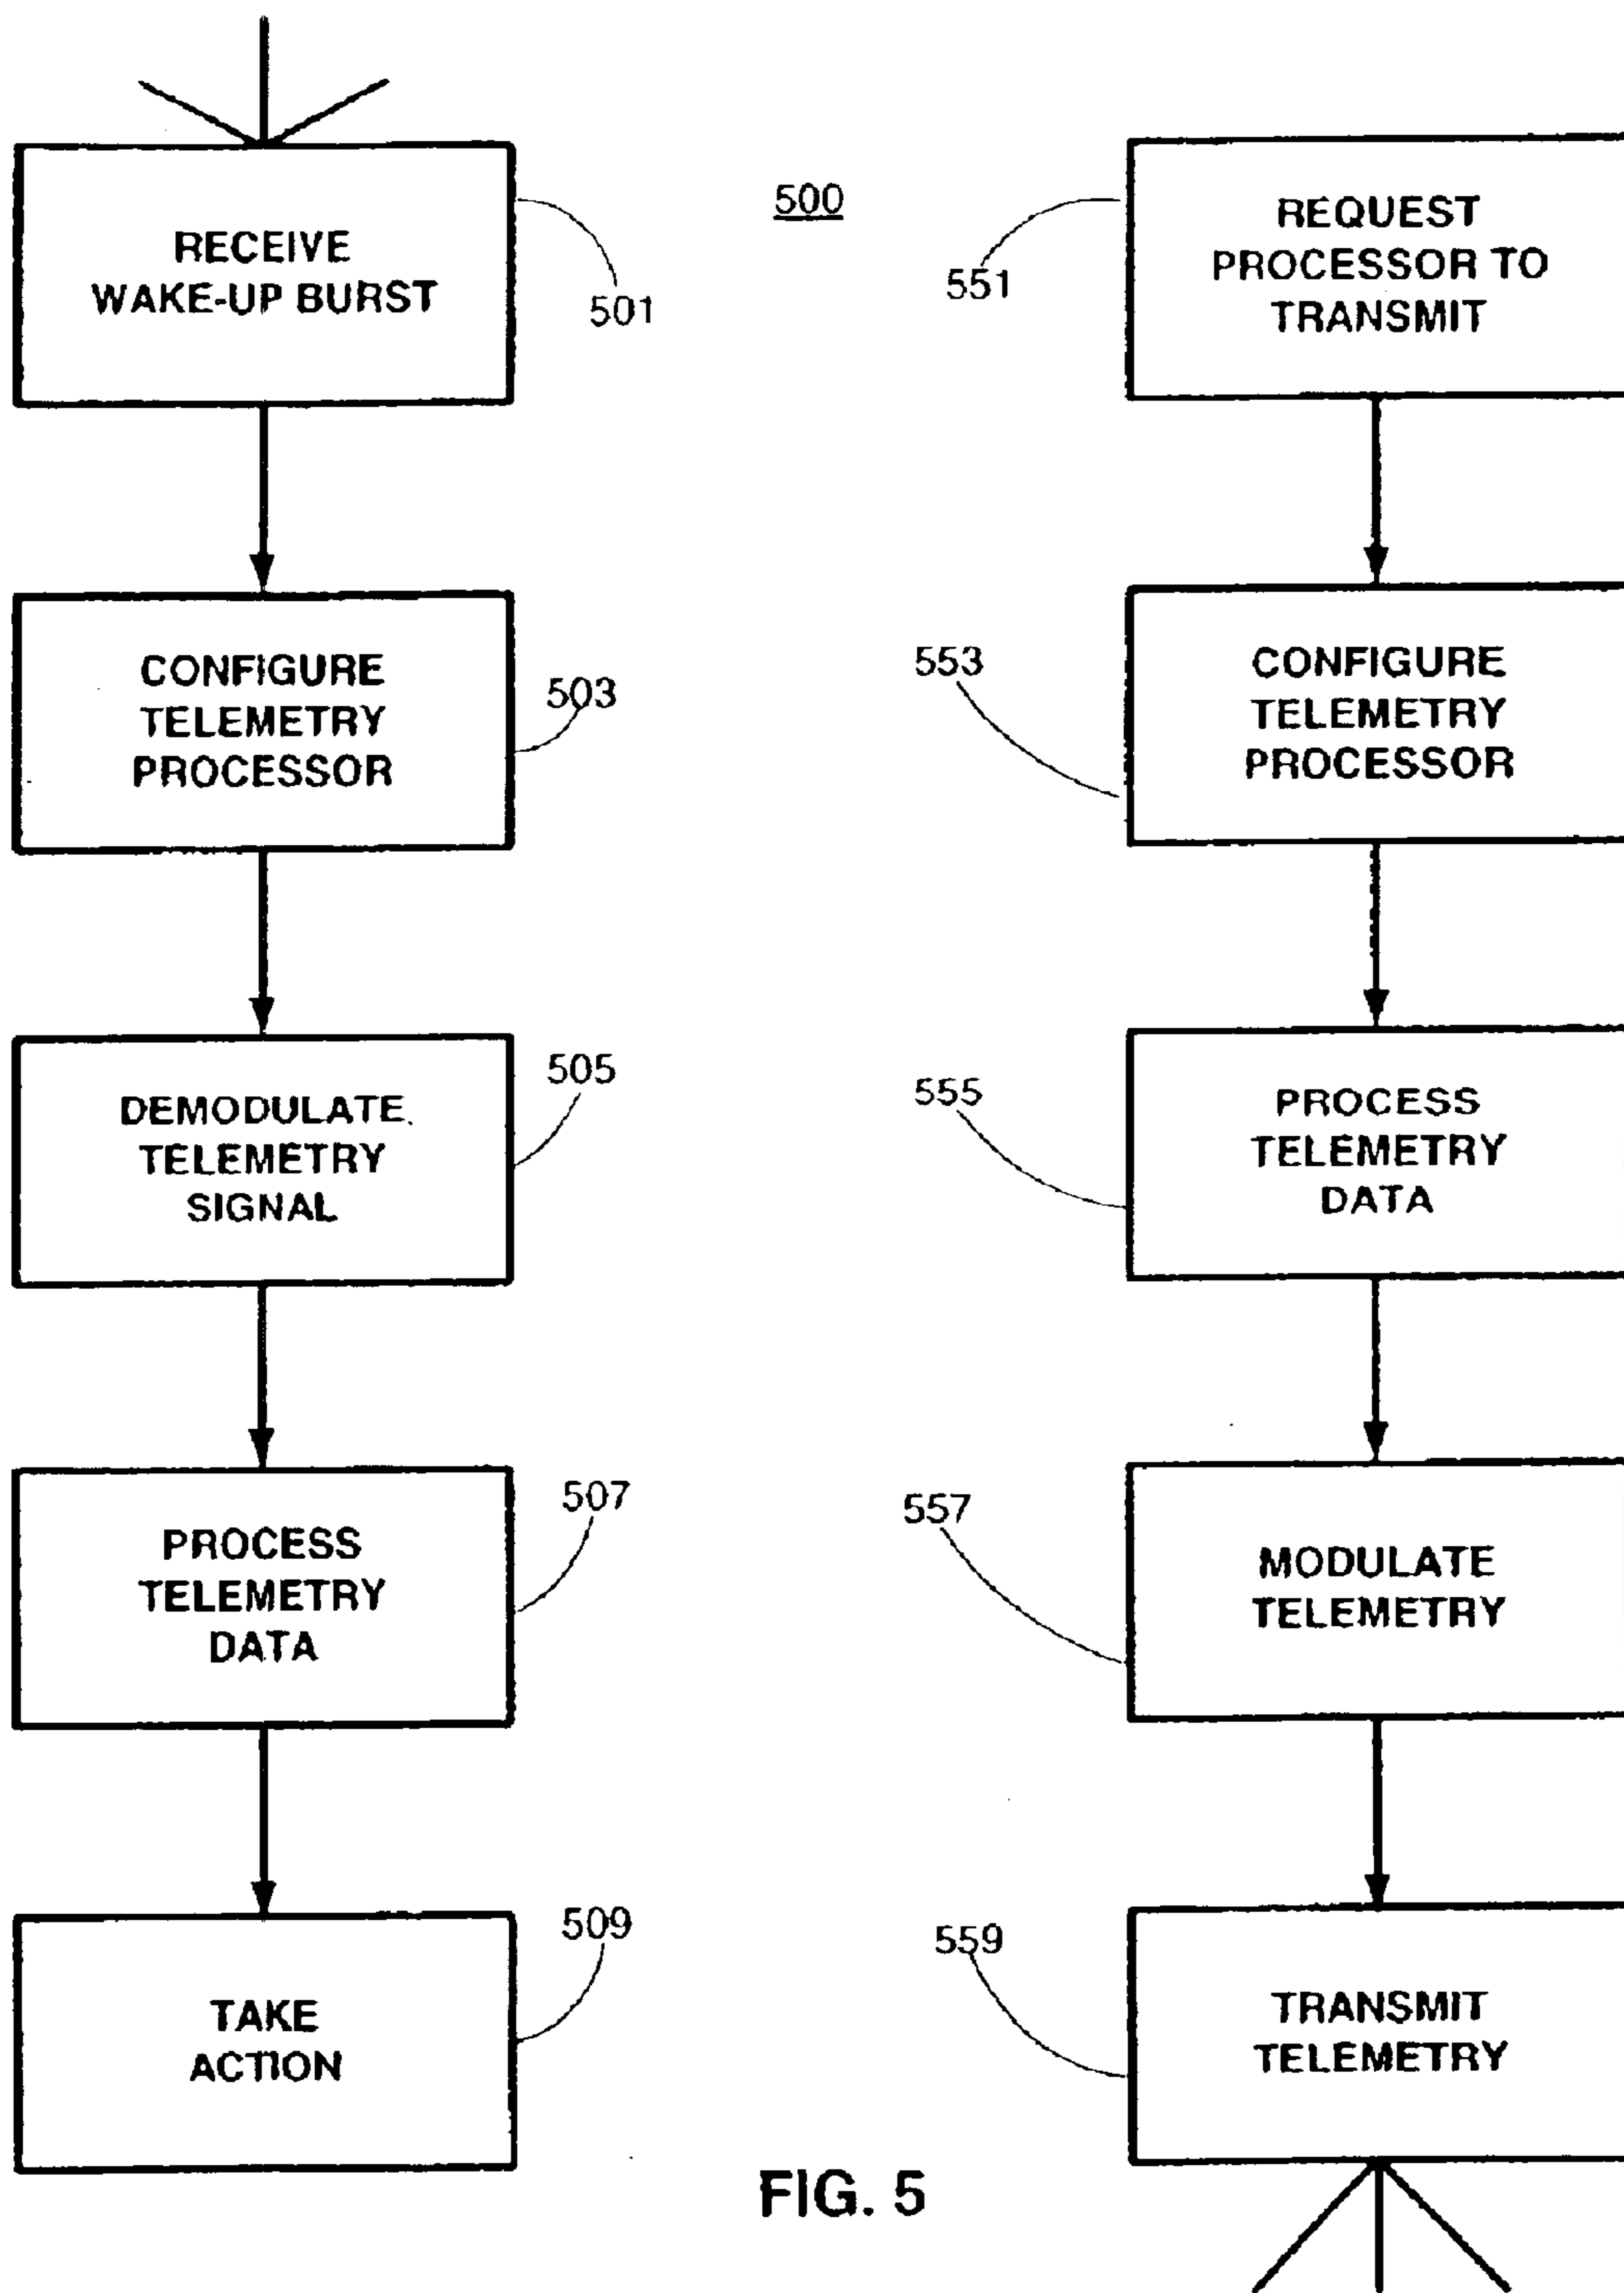 RECEIVE
WAKE-UP BURST
501
CONFIGURE
TELEMETRY
PROCESSOR
503
DEMODULATE
TELEMETRY
SIGNAL
505
PROCESS
TELEMETRY
DATA
507
TAKE
ACTION
509
500
REQUEST
PROCESSOR TO
TRANSMIT
551
CONFIGURE
TELEMETRY
PROCESSOR
553
PROCESS
TELEMETRY
DATA
555
MODULATE
TELEMETRY
557
TRANSMIT
TELEMETRY
559
FIG. 5